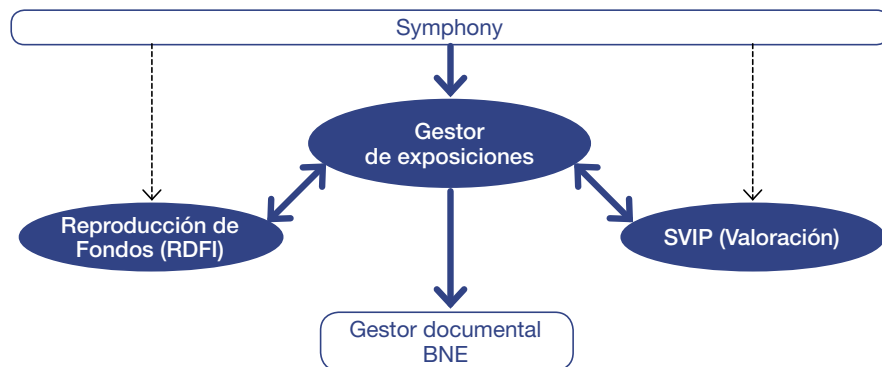 Symphony
Gestor
de exposiciones
Reproducción de
Fondos (RDFI)
SVIP (Valoración)
Gestor documental
BNE